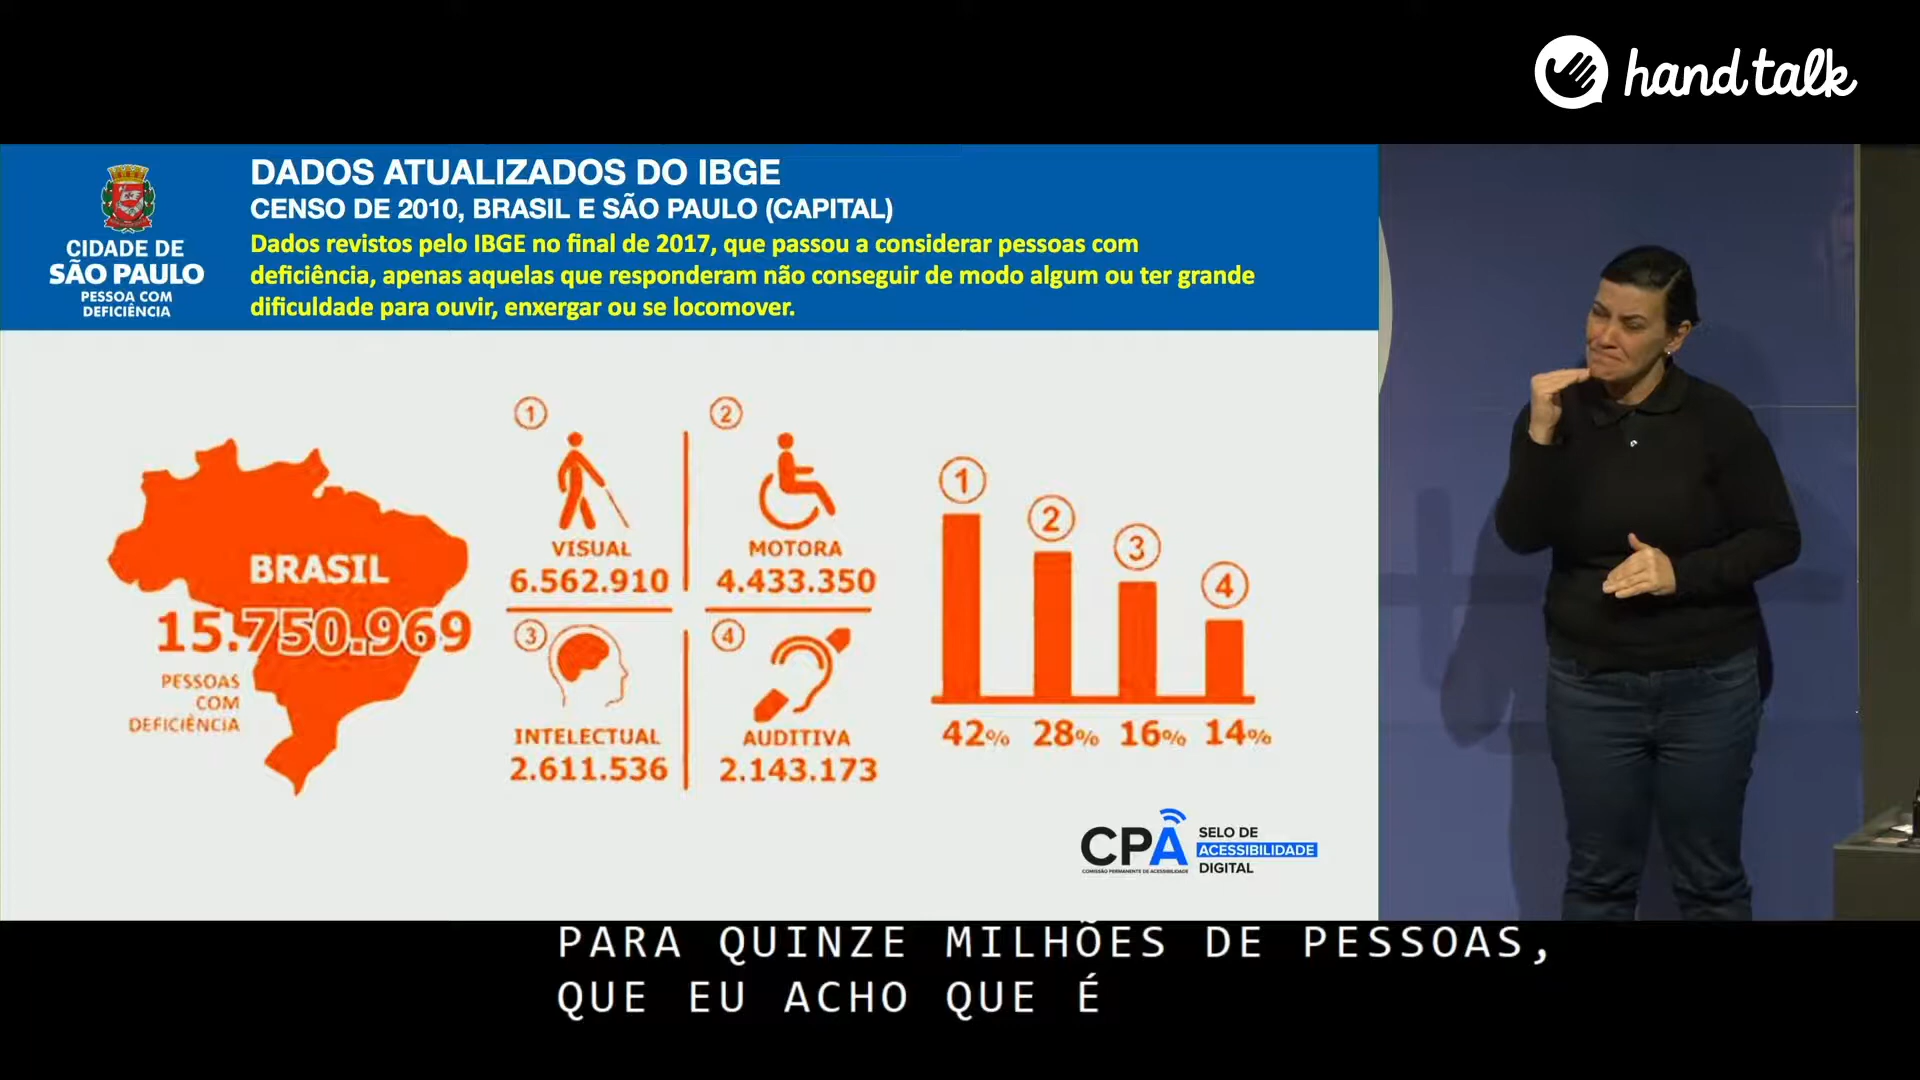 hand talk
DADOS ATUALIZADOS DO IBGE
CENSO DE 2010, BRASIL E SÃO PAULO (CAPITAL)
Dados revistos pelo IBGE no final de 2017, que passou a considerar pessoas com
deficiência, apenas aquelas que responderam não conseguir de modo algum ou ter grande
dificuldade para ouvir, enxergar ou se locomover.
CIDADE DE
SÃO PAULO
PESSOA COM
DEFICIÊNCIA
BRASIL
15.750.969
PESSOAS
COM
DEFICIÊNCIA
1
VISUAL
6.562.910
2
MOTORA
4.433.350
3
INTELECTUAL
2.611.536
4
AUDITIVA
2.143.173
1
2
3
4
42% 28% 16% 14%
CPA
COMISSÃO PERMANENTE DE ACESSIBILIDADE
SELO DE
ACESSIBILIDADE
DIGITAL
PARA QUINZE MILHÕES DE PESSOAS,
QUE EU ACHO QUE É